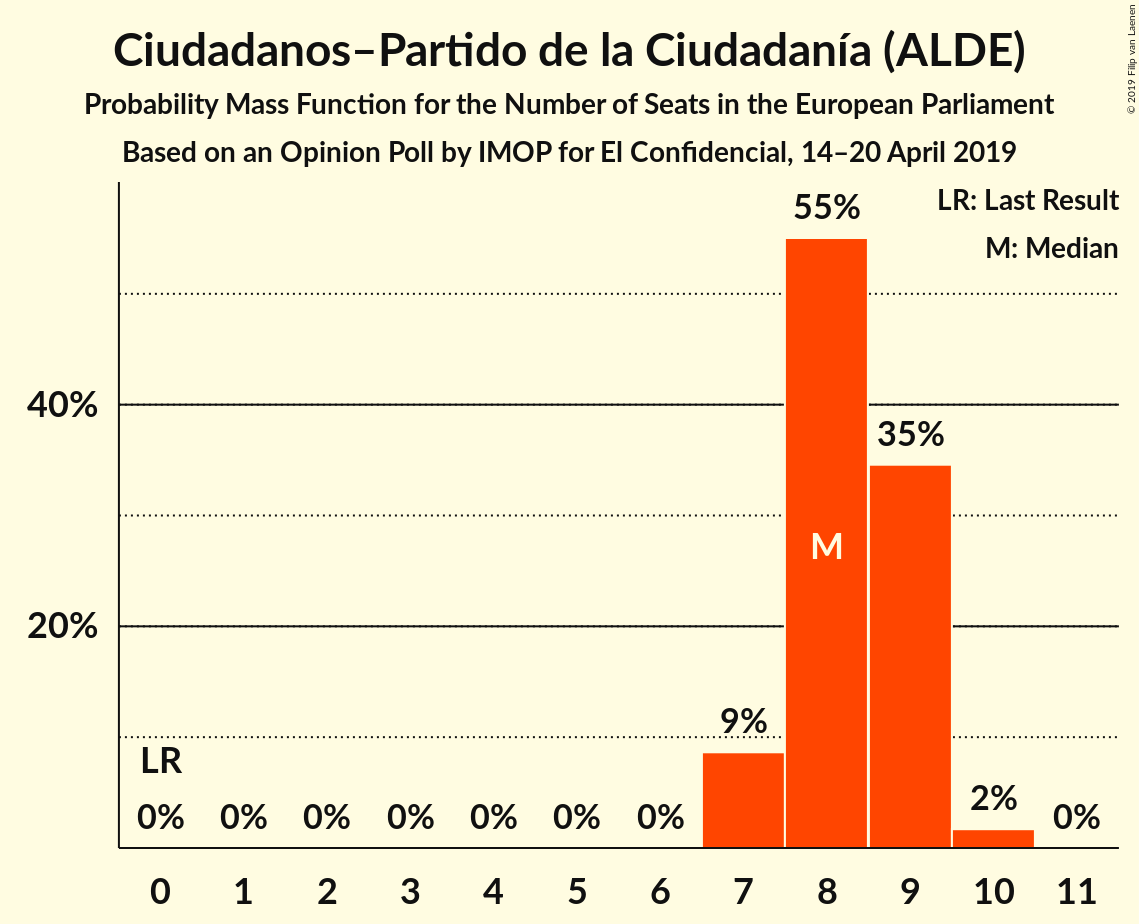 Ciudadanos–Partido de la Ciudadanía (ALDE)
Probability Mass Function for the Number of Seats in the European Parliament
Based on an Opinion Poll by IMOP for El Confidencial, 14–20 April 2019
© 2019 Filip van Laenen
LR: Last Result
M: Median
55%
40%
35%
M
20%
9%
LR
2%
0% 0% 0% 0% 0% 0% 0% 0%
0 1 2 3 4 5 6 7 8 9 10 11